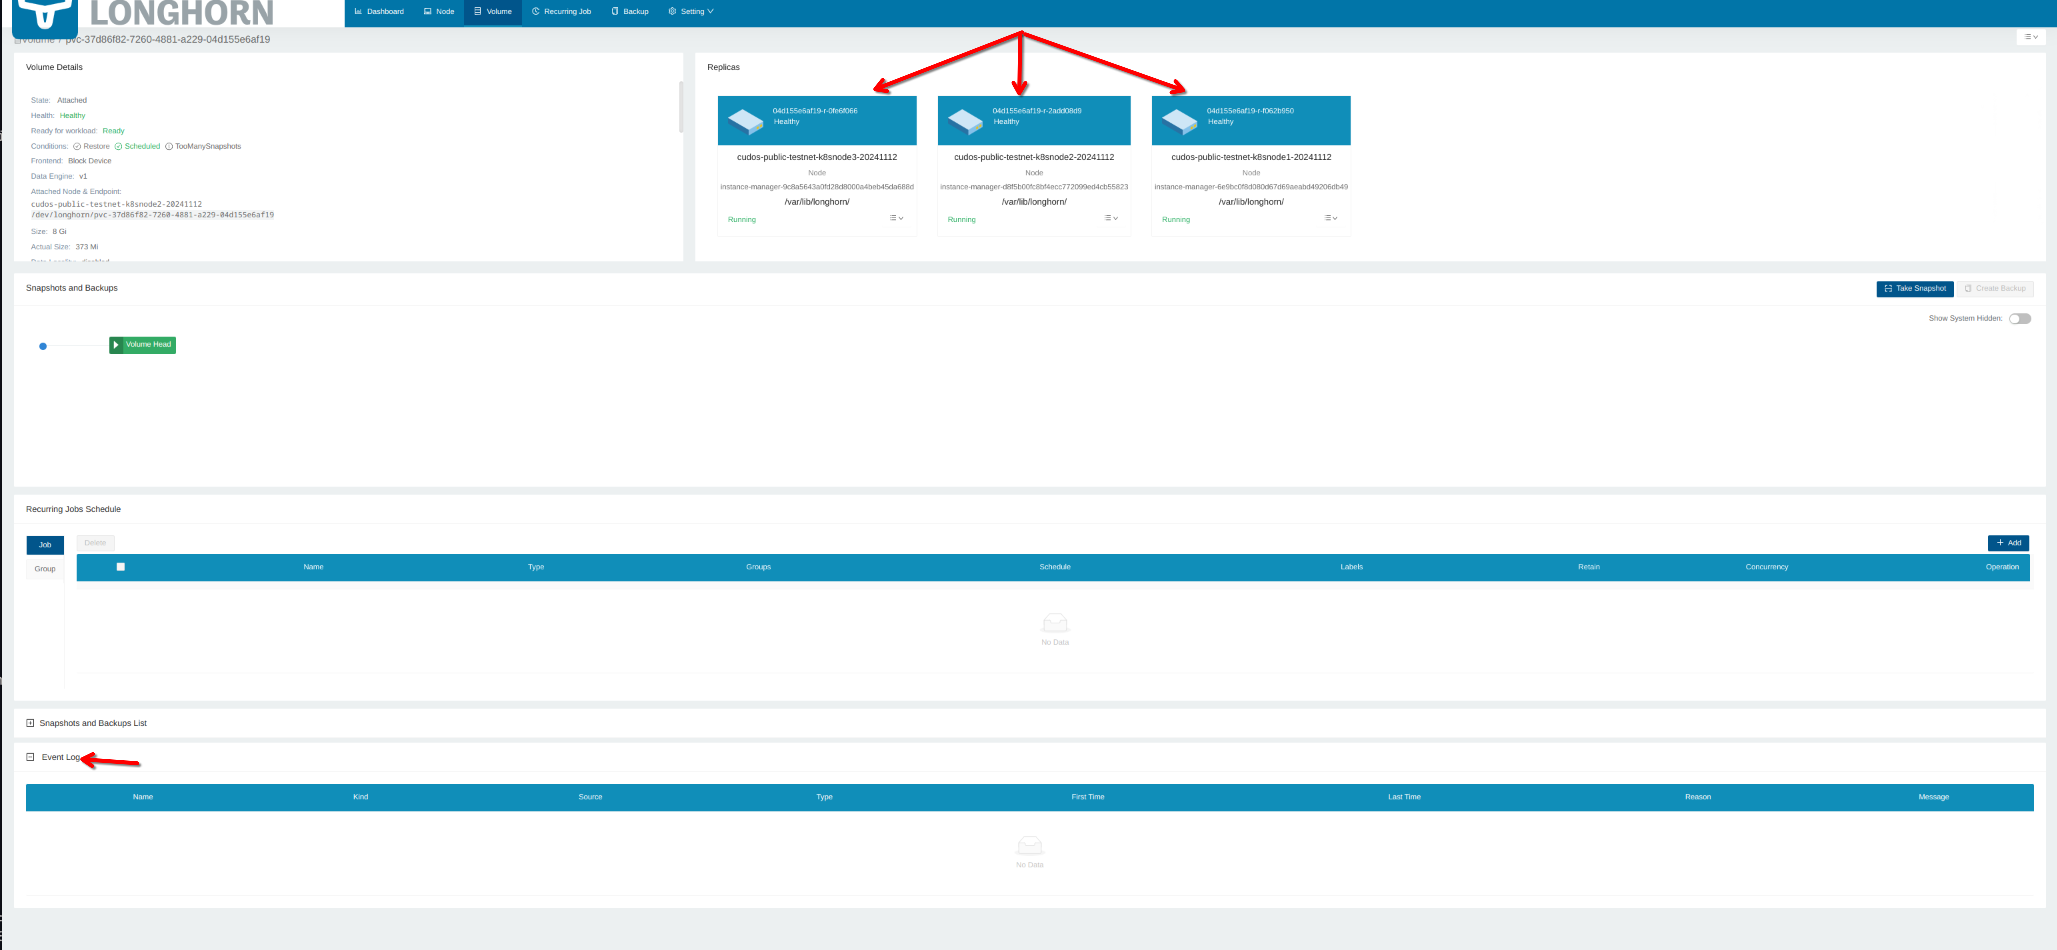 LONGHORN
Dashboard Node Volume Recurring Job Backup Setting
Volume / pvc-37d86f82-7260-4881-a229-04d155e6af19
Volume Details
State: Attached
Health: Healthy
Ready for workload: Ready
Conditions: Restore Scheduled TooManySnapshots
Frontend: Block Device
Data Engine: v1
Attached Node & Endpoint:
cudos-public-testnet-k8snode2-20241112
/dev/longhorn/pvc-37d86f82-7260-4881-a229-04d155e6af19
Size: 8 Gi
Actual Size: 373 Mi
Data Locality: disabled
Replicas
04d155e6af19-r-0fe6f066
Healthy
cudos-public-testnet-k8snode3-20241112
Node
instance-manager-9c8a5643a0fd28d8000a4beb45da688d
/var/lib/longhorn/
Running
04d155e6af19-r-2add08d9
Healthy
cudos-public-testnet-k8snode2-20241112
Node
instance-manager-d8f5b00fc8bf4ecc772099ed4cb55823
/var/lib/longhorn/
Running
04d155e6af19-r-f062b950
Healthy
cudos-public-testnet-k8snode1-20241112
Node
instance-manager-6e9bc0f8d080d67d69aeabd49206db49
/var/lib/longhorn/
Running
Snapshots and Backups
Take Snapshot Create Backup
Show System Hidden:
Volume Head
Recurring Jobs Schedule
Job Delete
+ Add
Group
Name Type Groups Schedule Labels Retain Concurrency Operation
No Data
Snapshots and Backups List
Event Log
Name Kind Source Type First Time Last Time Reason Message
No Data